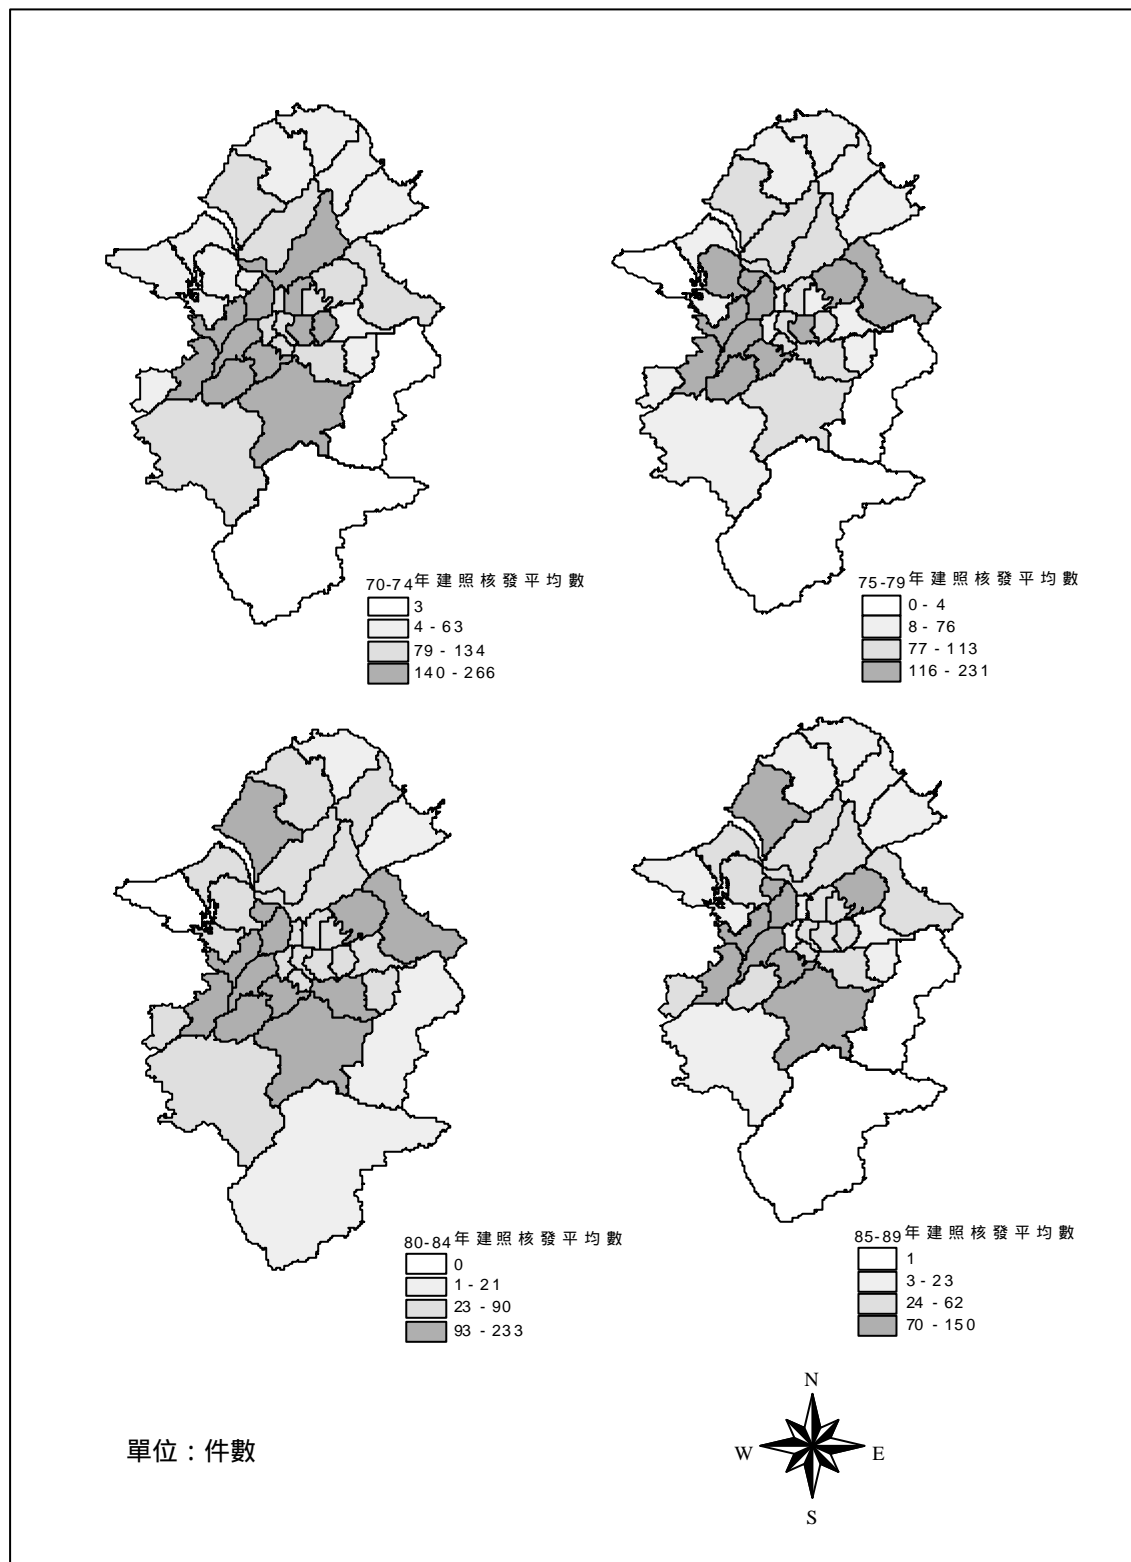 70-74年建照核發平均數
3
4 - 63
79 - 134
140 - 266
75-79年建照核發平均數
0 - 4
8 - 76
77 - 113
116 - 231
80-84年建照核發平均數
0
1 - 21
23 - 90
93 - 233
85-89年建照核發平均數
1
3 - 23
24 - 62
70 - 150
單位：件數
N
W
E
S